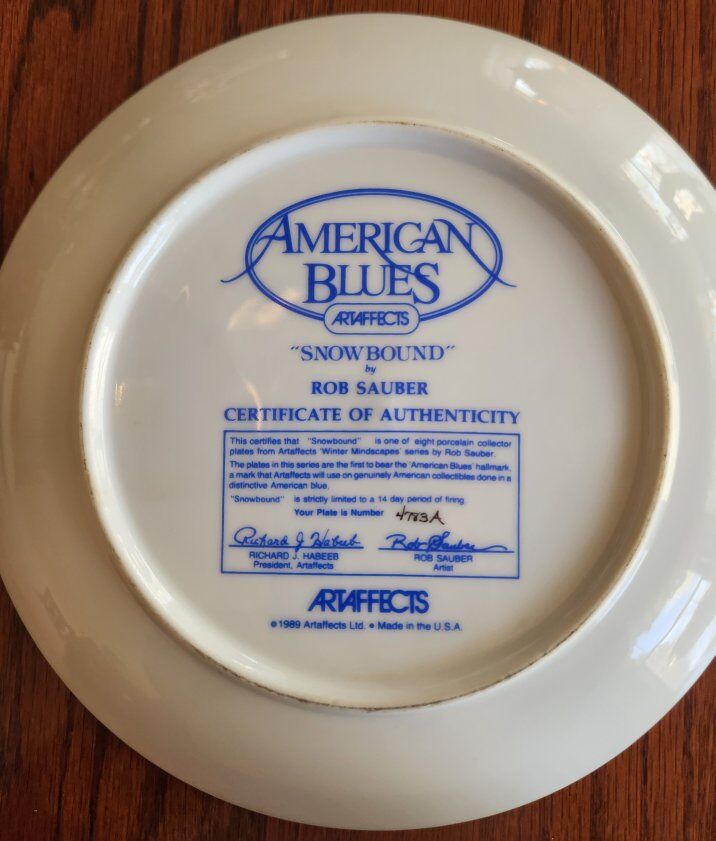 AMERICAN
BLUES
ARTAFFECTS
"SNOWBOUND"
by
ROB SAUBER
CERTIFICATE OF AUTHENTICITY
This certifies that "Snowbound" is one of eight porcelain collector
plates from Artaffects 'Winter Mindscapes' series by Rob Sauber.
The plates in this series are the first to bear the 'American Blues' hallmark,
a mark that Artaffects will use on genuinely American collectibles done in a
distinctive American blue.
"Snowbound" is strictly limited to a 14 day period of firing.
Your Plate is Number 4783A
Richard J Habeeb Rob Sauber
RICHARD J. HABEEB ROB SAUBER
President, Artaffects Artist
ARTAFFECTS
© 1989 Artaffects Ltd. • Made in the U.S.A.